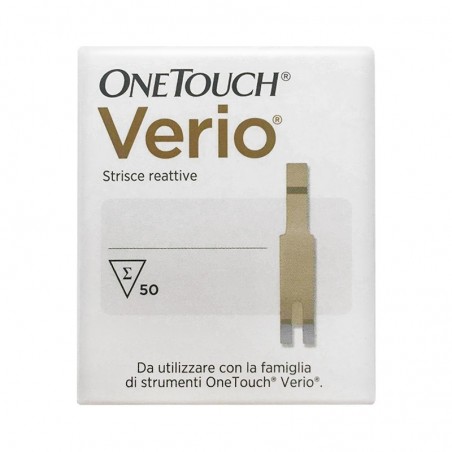 ONETOUCH®
Verio®
Strisce reattive
Σ 50
Da utilizzare con la famiglia
di strumenti OneTouch® Verio®.